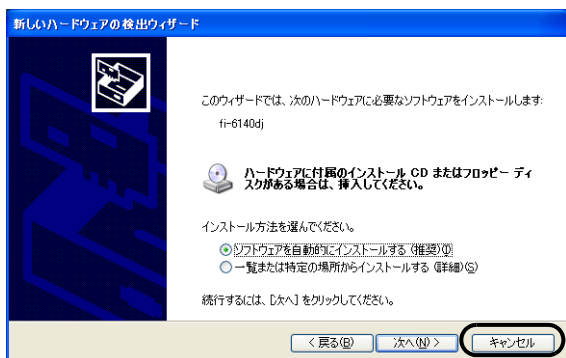 新しいハードウェアの検出ウィザード
このウィザードでは、次のハードウェアに必要なソフトウェアをインストールします:
fi-6140dj
ハードウェアに付属のインストール CD またはフロッピー ディ
スクがある場合は、挿入してください。
インストール方法を選んでください。
ソフトウェアを自動的にインストールする (推奨)(I)
一覧または特定の場所からインストールする (詳細)(S)
続行するには、[次へ] をクリックしてください。
< 戻る(B)
次へ(N) >
キャンセル